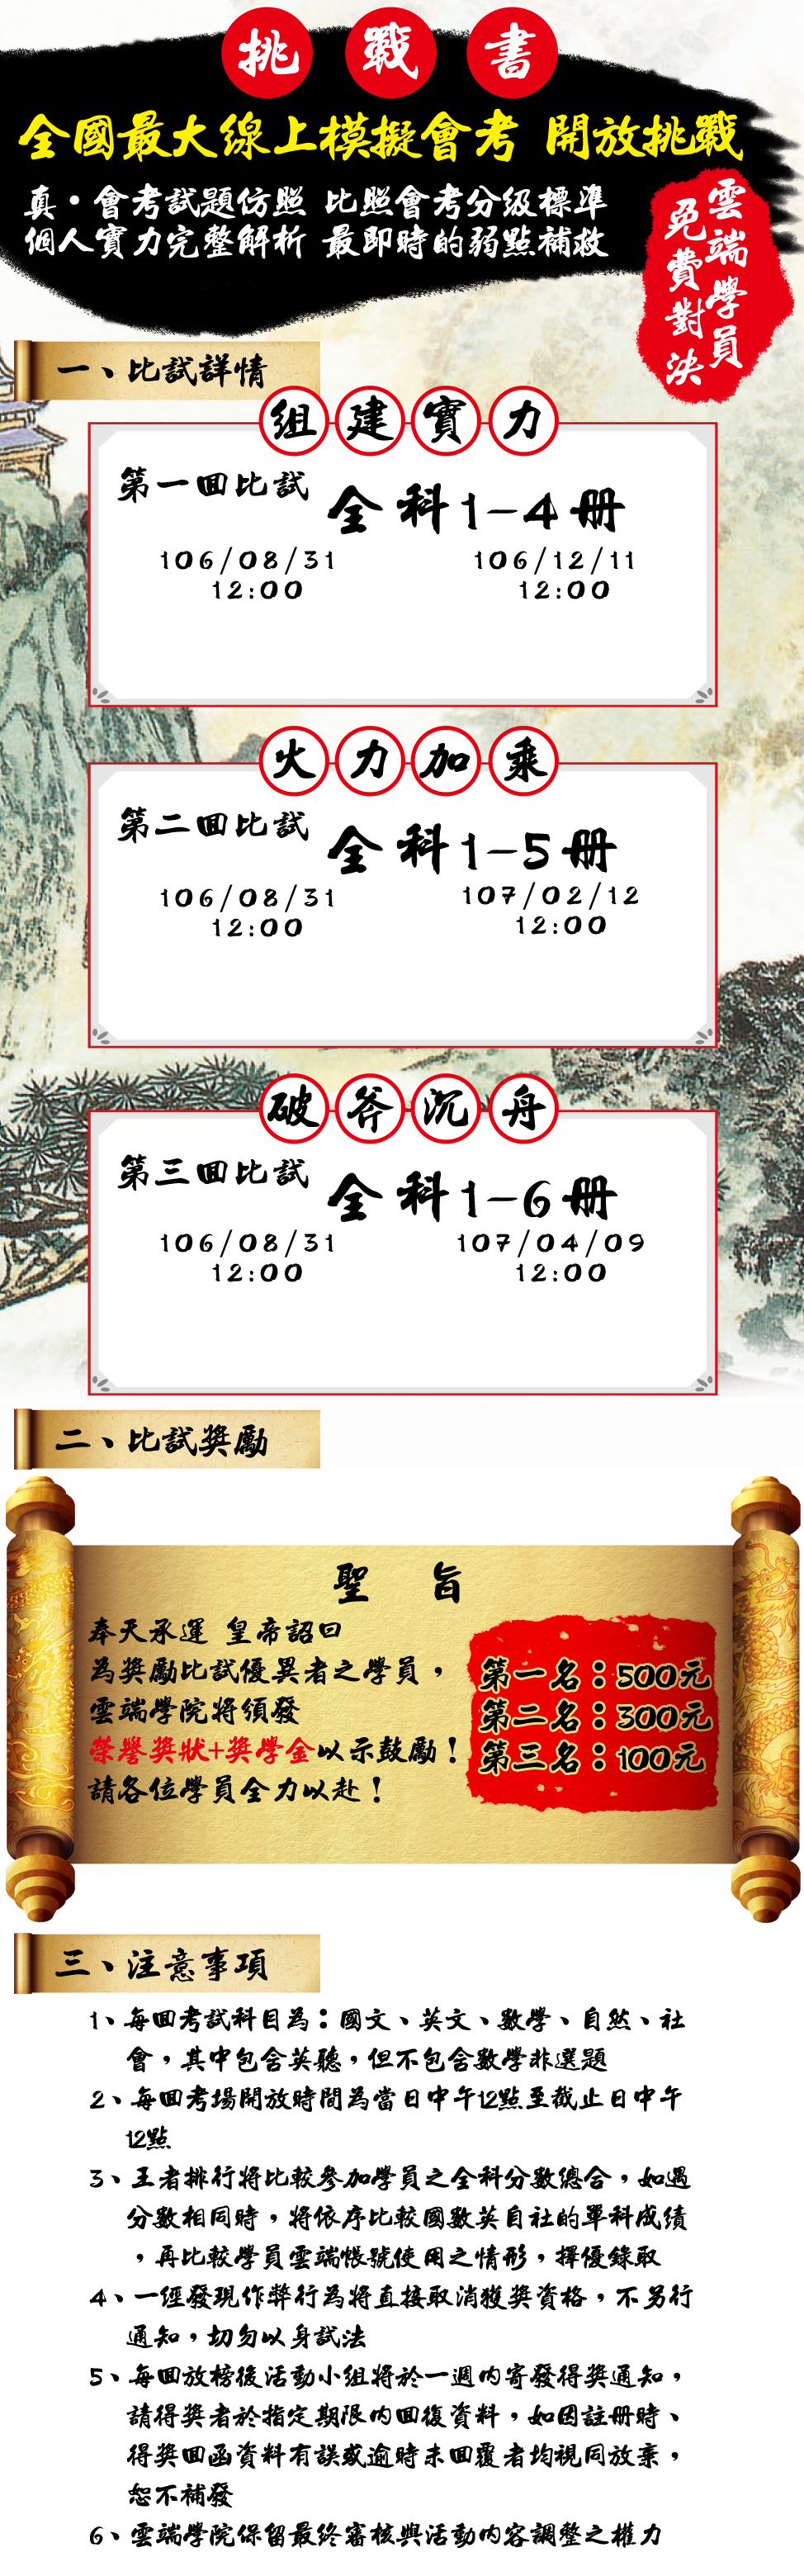 挑戰書
全國最大線上模擬會考 開放挑戰
真·會考試題仿照 比照會考分級標準
個人實力完整解析 最即時的弱點補救
雲端學員
免費對決
一、比試詳情
組建實力
第一回比試
全科1-4冊
106/08/31
12:00
106/12/11
12:00
火力加乘
第二回比試
全科1-5冊
106/08/31
12:00
107/02/12
12:00
破斧沉舟
第三回比試
全科1-6冊
106/08/31
12:00
107/04/09
12:00
二、比試獎勵
聖旨
奉天承運 皇帝詔曰
為獎勵比試優異者之學員，
雲端學院將頒發
榮譽獎狀+獎學金以示鼓勵！
請各位學員全力以赴！
第一名：500元
第二名：300元
第三名：100元
三、注意事項
1、每回考試科目為：國文、英文、數學、自然、社
會，其中包含英聽，但不包含數學非選題
2、每回考場開放時間為當日中午12點至截止日中午
12點
3、王者排行將比較參加學員之全科分數總合，如遇
分數相同時，將依序比較國數英自社的單科成績
，再比較學員雲端帳號使用之情形，擇優錄取
4、一經發現作弊行為將直接取消獲獎資格，不另行
通知，切勿以身試法
5、每回放榜後活動小組將於一週內寄發得獎通知，
請得獎者於指定期限內回復資料，如因註冊時、
得獎回函資料有誤或逾時未回覆者均視同放棄，
恕不補發
6、雲端學院保留最終審核與活動內容調整之權力